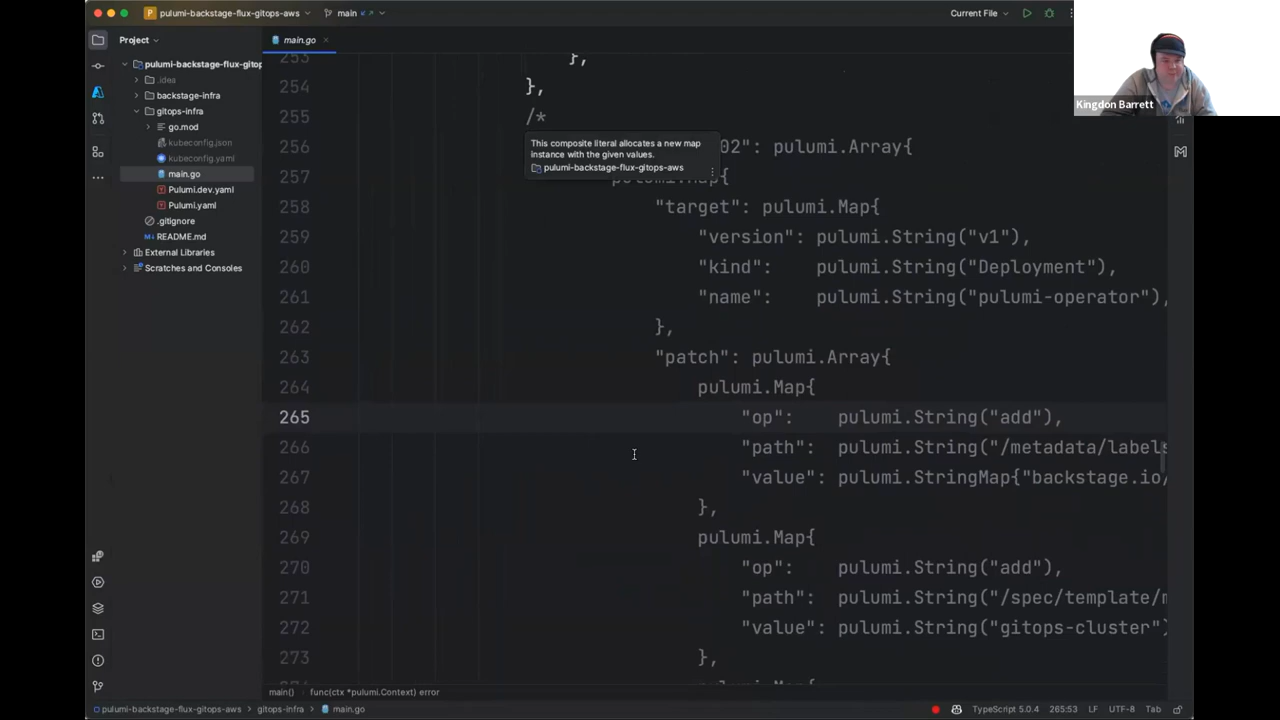 pulumi-backstage-flux-gitops-aws
main
Current File
Project
main.go
pulumi-backstage-flux-gitop
.idea
backstage-infra
gitops-infra
go.mod
kubeconfig.json
kubeconfig.yaml
main.go
Pulumi.dev.yaml
Pulumi.yaml
.gitignore
README.md
External Libraries
Scratches and Consoles
Kingdon Barrett
253 },
254 },
255 /*
256 02": pulumi.Array{
257 pulumi.Map{
258 "target": pulumi.Map{
259 "version": pulumi.String("v1"),
260 "kind": pulumi.String("Deployment"),
261 "name": pulumi.String("pulumi-operator"),
262 },
263 "patch": pulumi.Array{
264 pulumi.Map{
265 "op": pulumi.String("add"),
266 "path": pulumi.String("/metadata/labels
267 "value": pulumi.StringMap{"backstage.io/
268 },
269 pulumi.Map{
270 "op": pulumi.String("add"),
271 "path": pulumi.String("/spec/template/m
272 "value": pulumi.String("gitops-cluster")
273 },
This composite literal allocates a new map
instance with the given values.
pulumi-backstage-flux-gitops-aws
main() func(ctx *pulumi.Context) error
pulumi-backstage-flux-gitops-aws gitops-infra main.go
TypeScript 5.0.4 265:53 LF UTF-8 Tab